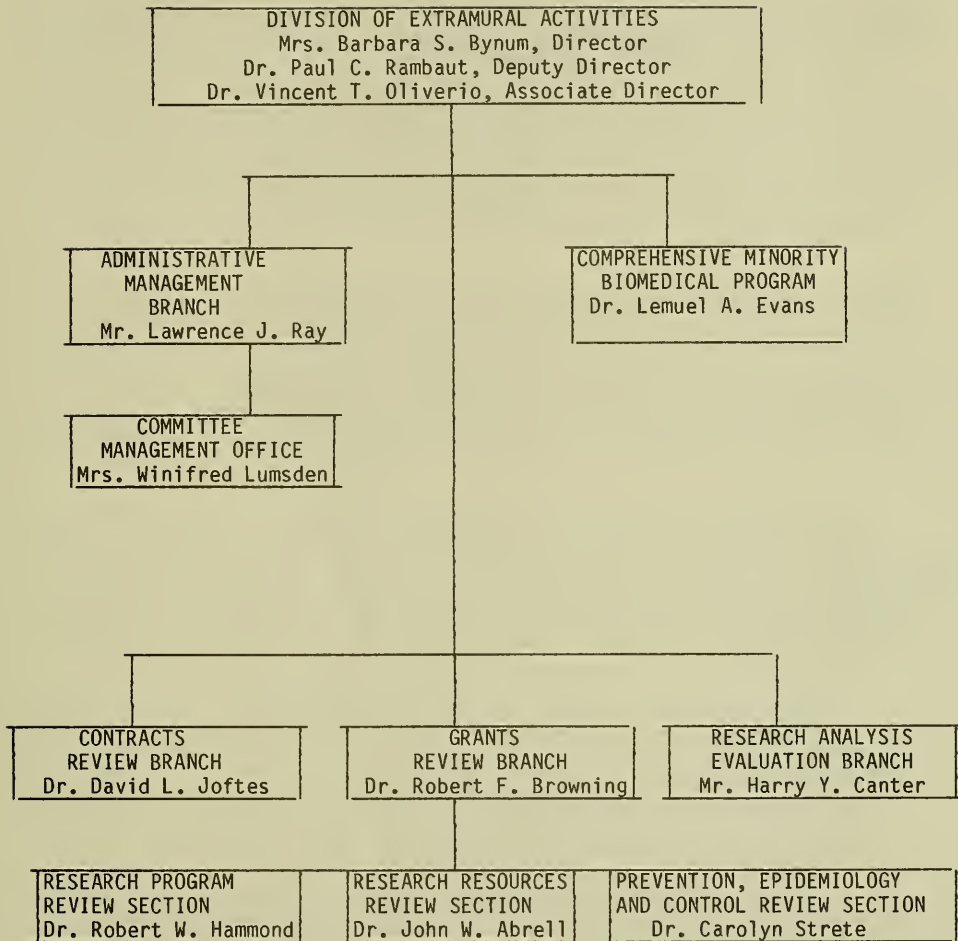 DIVISION OF EXTRAMURAL ACTIVITIES
Mrs. Barbara S. Bynum, Director
Dr. Paul C. Rambaut, Deputy Director
Dr. Vincent T. Oliverio, Associate Director
ADMINISTRATIVE
MANAGEMENT
BRANCH
Mr. Lawrence J. Ray
COMPREHENSIVE MINORITY
BIOMEDICAL PROGRAM
Dr. Lemuel A. Evans
COMMITTEE
MANAGEMENT OFFICE
Mrs. Winifred Lumsden
CONTRACTS
REVIEW BRANCH
Dr. David L. Joftes
GRANTS
REVIEW BRANCH
Dr. Robert F. Browning
RESEARCH ANALYSIS
EVALUATION BRANCH
Mr. Harry Y. Canter
RESEARCH PROGRAM
REVIEW SECTION
Dr. Robert W. Hammond
RESEARCH RESOURCES
REVIEW SECTION
Dr. John W. Abrell
PREVENTION, EPIDEMIOLOGY
AND CONTROL REVIEW SECTION
Dr. Carolyn Strete